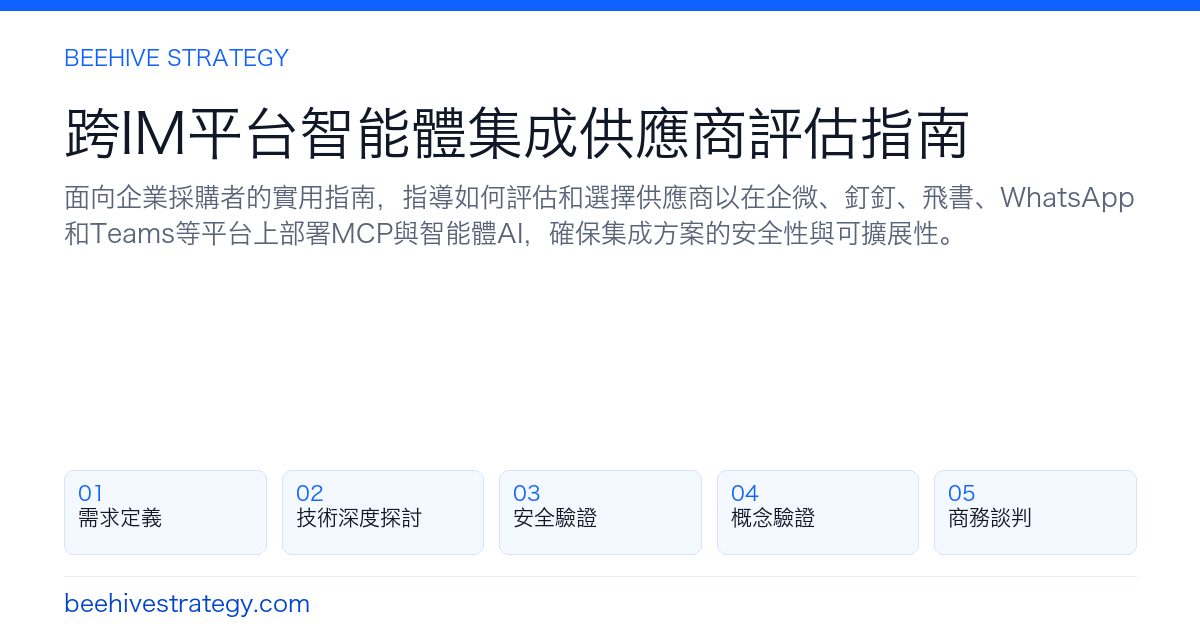 BEEHIVE STRATEGY
跨IM平台智能體集成供應商評估指南
面向企業採購者的實用指南，指導如何評估和選擇供應商以在企微、釘釘、飛書、WhatsApp
和Teams等平台上部署MCP與智能體AI，確保集成方案的安全性與可擴展性。
01
需求定義
02
技術深度探討
03
安全驗證
04
概念驗證
05
商務談判
beehivestrategy.com